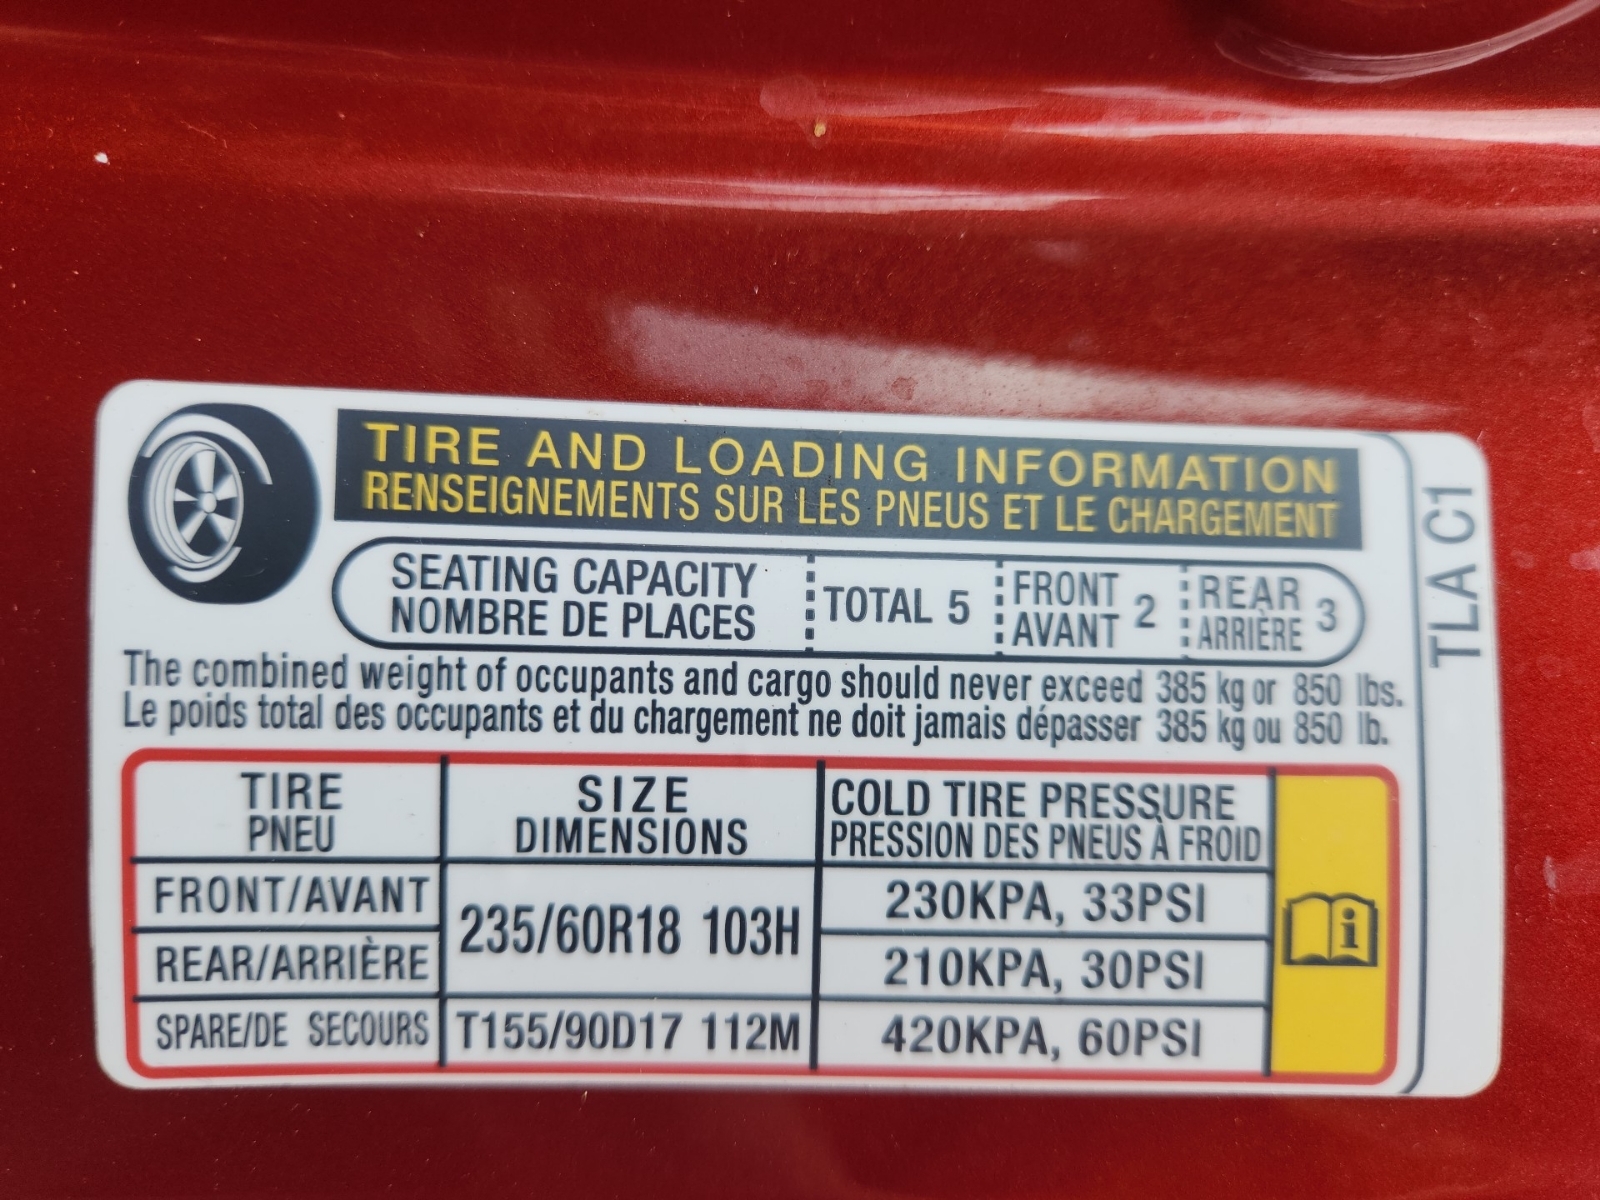 TIRE AND LOADING INFORMATION
RENSEIGNEMENTS SUR LES PNEUS ET LE CHARGEMENT
SEATING CAPACITY
NOMBRE DE PLACES
TOTAL 5
FRONT
AVANT
2
REAR
ARRIÈRE
3
The combined weight of occupants and cargo should never exceed 385 kg or 850 lbs.
Le poids total des occupants et du chargement ne doit jamais dépasser 385 kg ou 850 lb.
TIRE
PNEU
SIZE
DIMENSIONS
COLD TIRE PRESSURE
PRESSION DES PNEUS À FROID
FRONT/AVANT
235/60R18 103H
230KPA, 33PSI
REAR/ARRIÈRE
210KPA, 30PSI
SPARE/DE SECOURS
T155/90D17 112M
420KPA, 60PSI
i
TLA C1